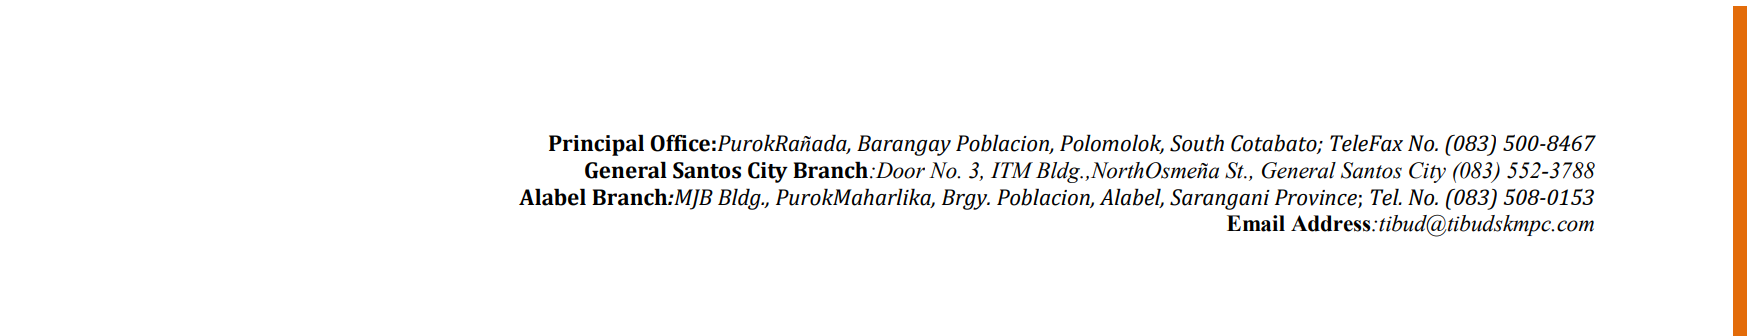 Principal Office:PurokRañada, Barangay Poblacion, Polomolok, South Cotabato; TeleFax No. (083) 500-8467
General Santos City Branch:Door No. 3, ITM Bldg.,NorthOsmeña St., General Santos City (083) 552-3788
Alabel Branch:MJB Bldg., PurokMaharlika, Brgy. Poblacion, Alabel, Sarangani Province; Tel. No. (083) 508-0153
Email Address:tibud@tibudskmpc.com